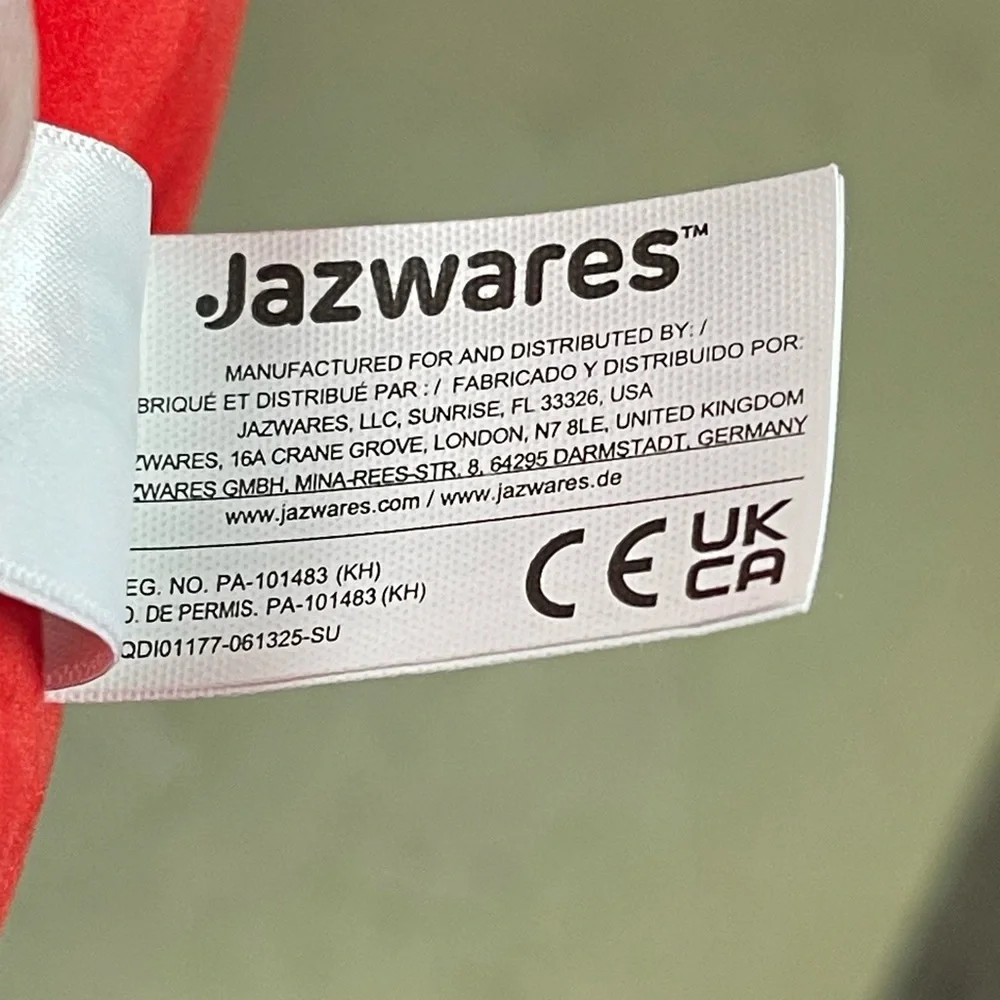 Jazwares™
MANUFACTURED FOR AND DISTRIBUTED BY: /
BRIQUÉ ET DISTRIBUÉ PAR : / FABRICADO Y DISTRIBUIDO POR:
JAZWARES, LLC, SUNRISE, FL 33326, USA
ZWARES, 16A CRANE GROVE, LONDON, N7 8LE, UNITED KINGDOM
ZWARES GMBH, MINA-REES-STR, 8, 64295 DARMSTADT, GERMANY
www.jazwares.com / www.jazwares.de
EG. NO. PA-101483 (KH)
O. DE PERMIS. PA-101483 (KH)
QDI01177-061325-SU
CE
UK
CA